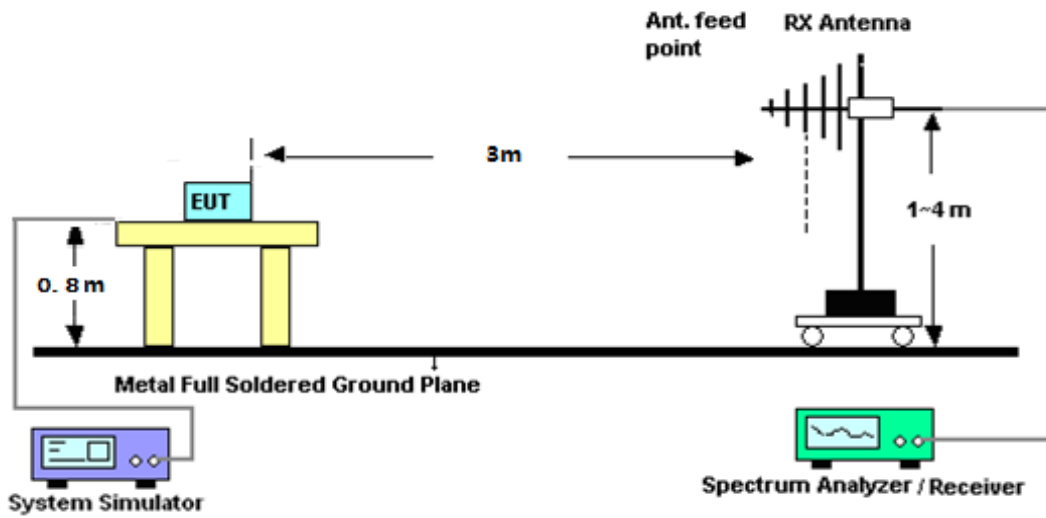 Ant. feed
point
RX Antenna
3m
EUT
1~4 m
0. 8 m
Metal Full Soldered Ground Plane
System Simulator
Spectrum Analyzer / Receiver